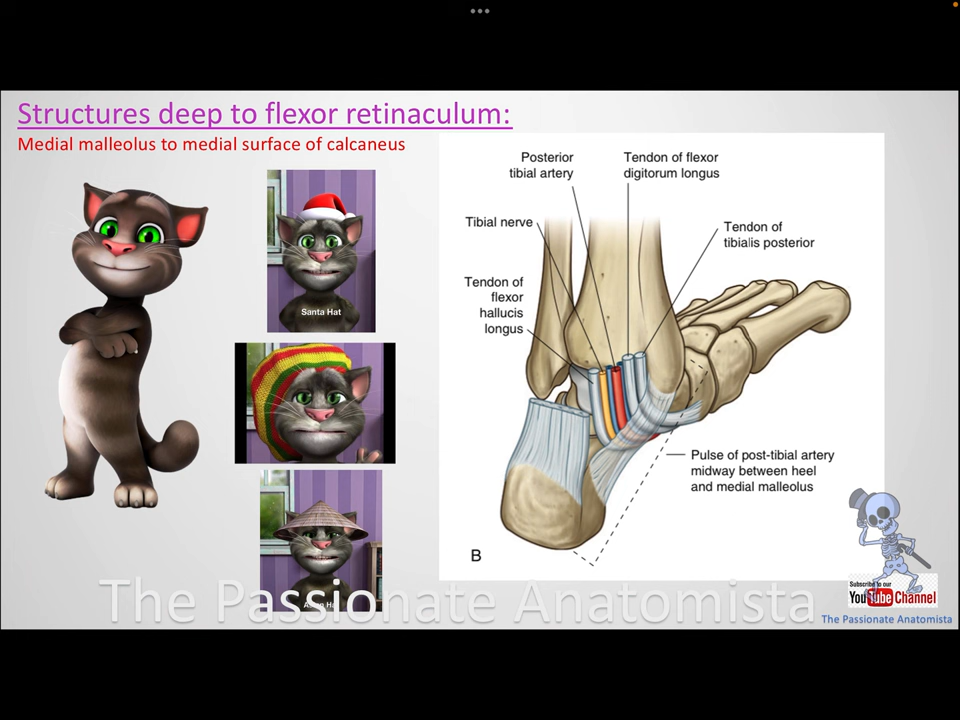 Structures deep to flexor retinaculum:
Medial malleolus to medial surface of calcaneus
Santa Hat
Posterior
tibial artery
Tendon of flexor
digitorum longus
Tibial nerve
Tendon of
tibialis posterior
Tendon of
flexor
hallucis
longus
Pulse of post-tibial artery
midway between heel
and medial malleolus
B
The Passionate Anatomista
Subscribe to our
YouTube Channel
The Passionate Anatomista